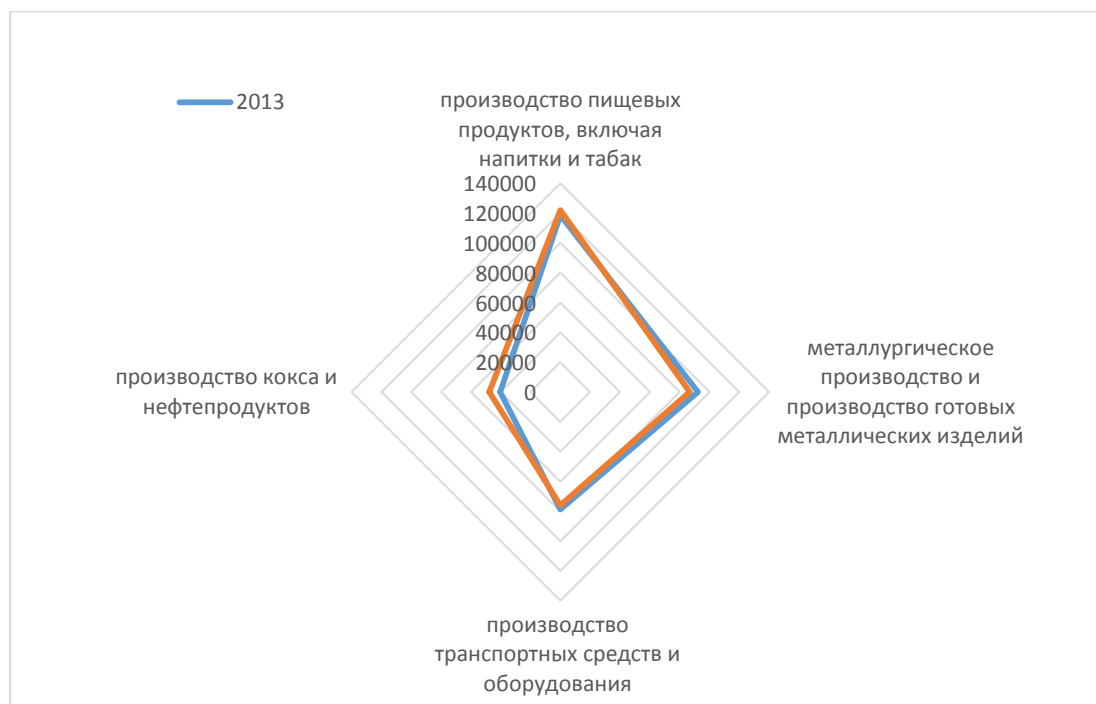 2013
производство пищевых
продуктов, включая
напитки и табак
140000
120000
100000
80000
60000
40000
20000
0
металлургическое
производство и
производство готовых
металлических изделий
производство кокса и
нефтепродуктов
производство
транспортных средств и
оборудования